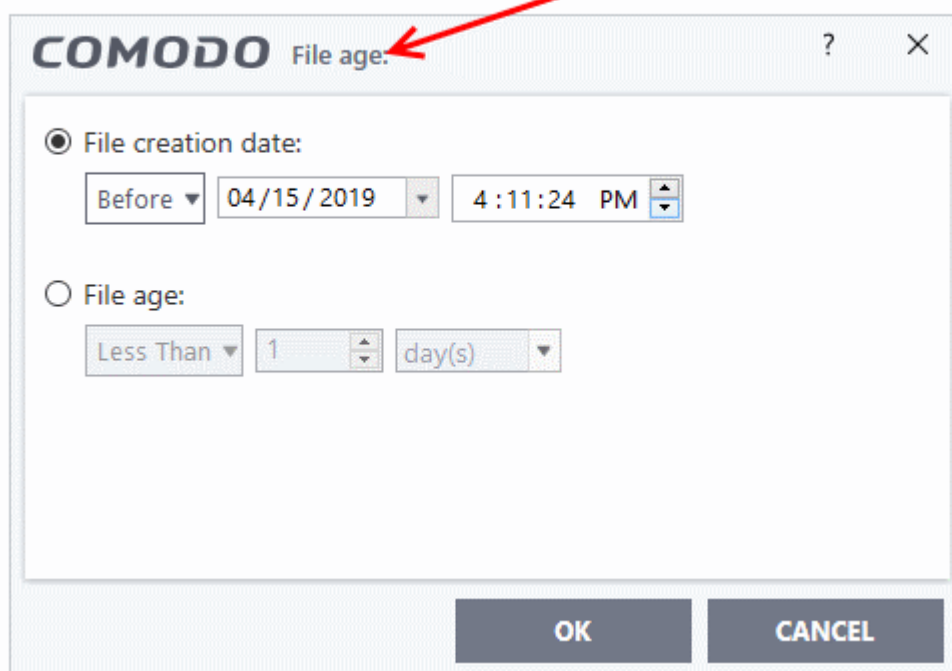 COMODO File age: ?
File creation date:
Before 04/15/2019 4:11:24 PM
File age:
Less Than 1 day(s)
OK CANCEL